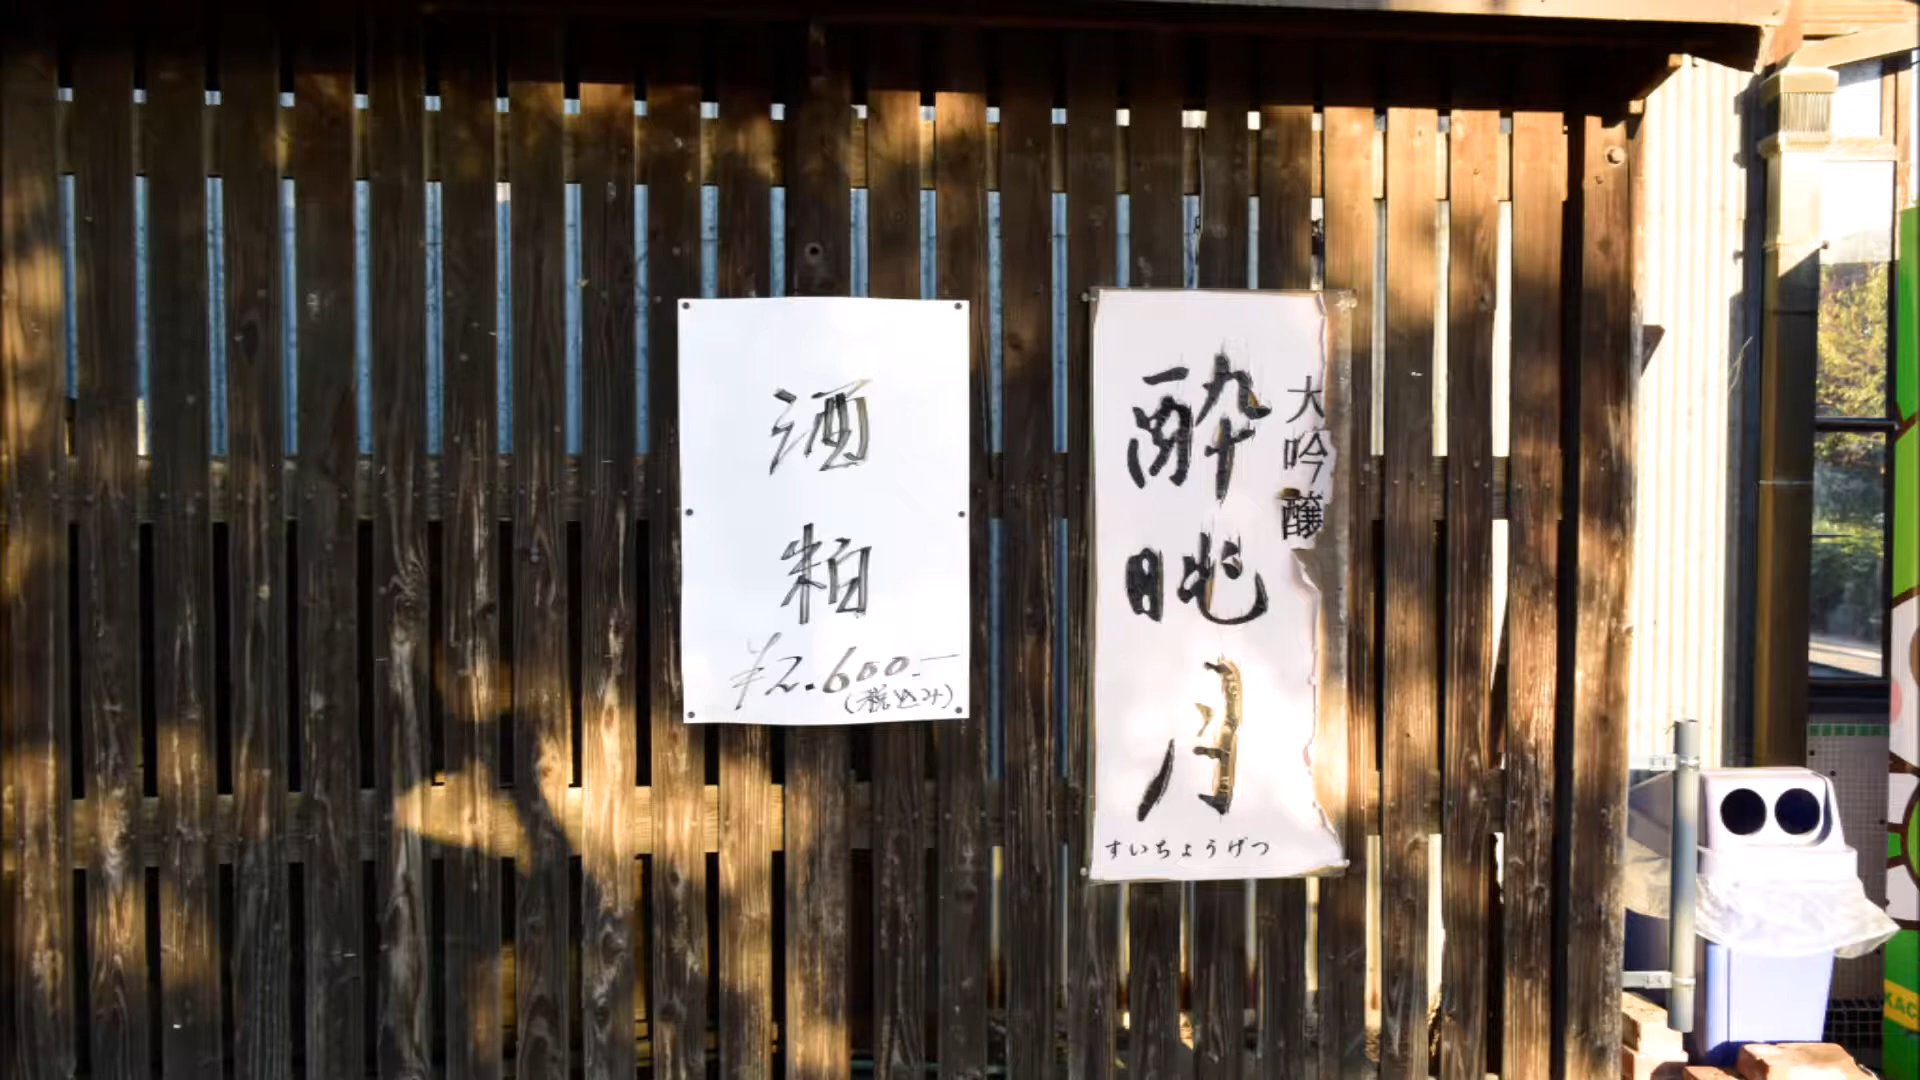 酒粕
¥2.600.-
(税込み)
大吟醸
酔眺月
すいちょうげつ